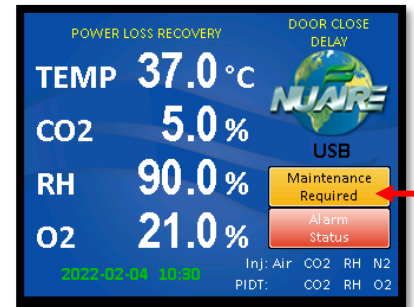 POWER LOSS RECOVERY
DOOR CLOSE
DELAY
TEMP 37.0 °C
NUAIRE
CO2 5.0 %
USB
RH 90.0 %
Maintenance
Required
O2 21.0 %
Alarm
Status
Inj: Air CO2 RH N2
2022-02-04 10:30
PIDT: CO2 RH O2